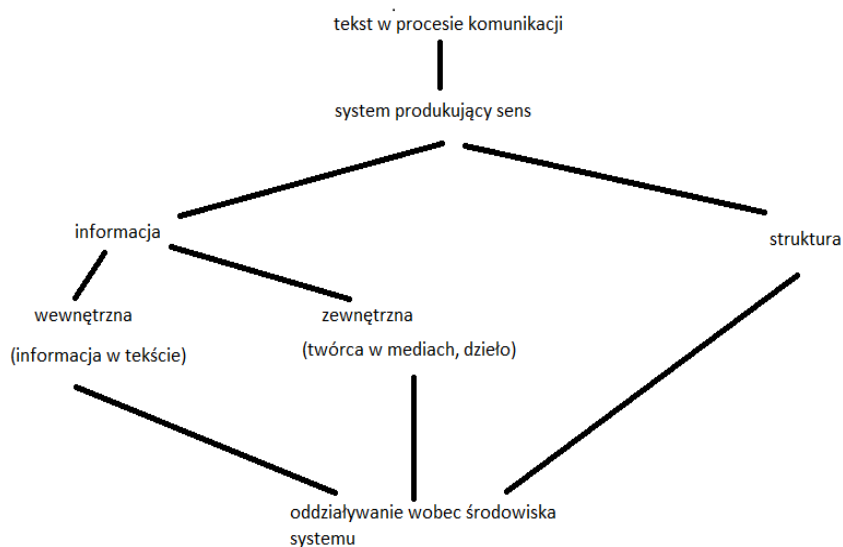 tekst w procesie komunikacji
system produkujący sens
informacja
struktura
wewnętrzna
zewnętrzna
(informacja w tekście)
(twórca w mediach, dzieło)
oddziaływanie wobec środowiska
systemu